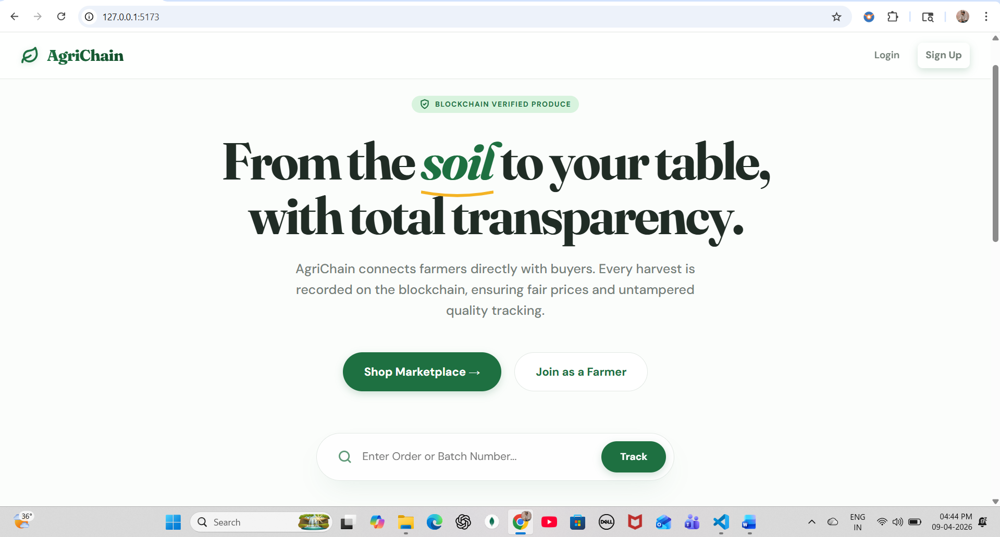 127.0.0.1:5173
AgriChain
Login
Sign Up
BLOCKCHAIN VERIFIED PRODUCE
From the soil to your table,
with total transparency.
AgriChain connects farmers directly with buyers. Every harvest is
recorded on the blockchain, ensuring fair prices and untampered
quality tracking.
Shop Marketplace →
Join as a Farmer
Enter Order or Batch Number...
Track
36°
Search
DELL
ENG
IN
04:44 PM
09-04-2026